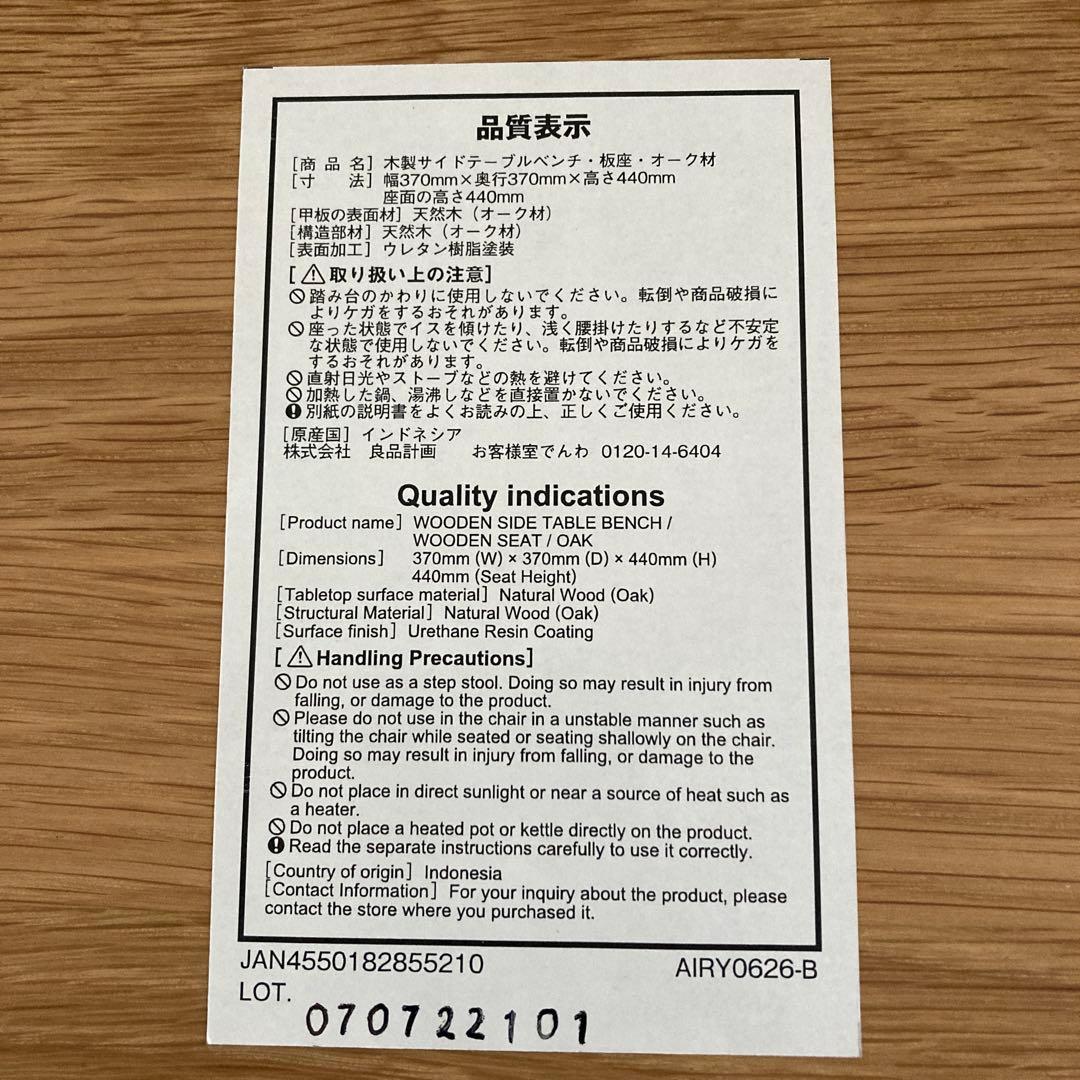 品質表示
[商品名] 木製サイドテーブルベンチ・板座・オーク材
[寸 法] 幅370mm×奥行370mm×高さ440mm
座面の高さ440mm
[甲板の表面材] 天然木（オーク材）
[構造部材] 天然木（オーク材）
[表面加工] ウレタン樹脂塗装
[⚠取り扱い上の注意]
🚫踏み台のかわりに使用しないでください。転倒や商品破損に
よりケガをするおそれがあります。
🚫座った状態でイスを傾けたり、浅く腰掛けたりするなど不安定
な状態で使用しないでください。転倒や商品破損によりケガを
するおそれがあります。
🚫直射日光やストーブなどの熱を避けてください。
🚫加熱した鍋、湯沸しなどを直接置かないでください。
❗別紙の説明書をよくお読みの上、正しくご使用ください。
[原産国] インドネシア
株式会社 良品計画 お客様室でんわ 0120-14-6404
Quality indications
[Product name] WOODEN SIDE TABLE BENCH /
WOODEN SEAT / OAK
[Dimensions] 370mm (W) × 370mm (D) × 440mm (H)
440mm (Seat Height)
[Tabletop surface material] Natural Wood (Oak)
[Structural Material] Natural Wood (Oak)
[Surface finish] Urethane Resin Coating
[⚠Handling Precautions]
🚫Do not use as a step stool. Doing so may result in injury from
falling, or damage to the product.
🚫Please do not use in the chair in a unstable manner such as
tilting the chair while seated or seating shallowly on the chair.
Doing so may result in injury from falling, or damage to the
product.
🚫Do not place in direct sunlight or near a source of heat such as
a heater.
🚫Do not place a heated pot or kettle directly on the product.
❗Read the separate instructions carefully to use it correctly.
[Country of origin] Indonesia
[Contact Information] For your inquiry about the product, please
contact the store where you purchased it.
JAN4550182855210 AIRY0626-B
LOT.
070722101